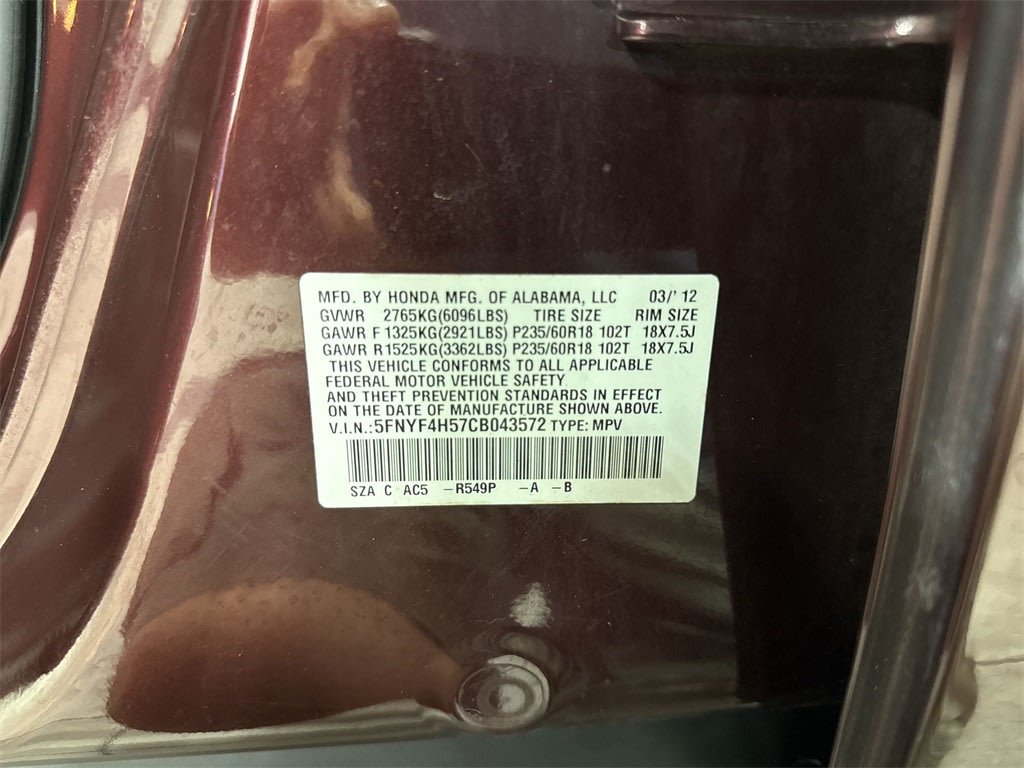 MFD. BY HONDA MFG. OF ALABAMA, LLC 03/' 12
GVWR 2765KG(6096LBS) TIRE SIZE RIM SIZE
GAWR F 1325KG(2921LBS) P235/60R18 102T 18X7.5J
GAWR R1525KG(3362LBS) P235/60R18 102T 18X7.5J
THIS VEHICLE CONFORMS TO ALL APPLICABLE
FEDERAL MOTOR VEHICLE SAFETY
AND THEFT PREVENTION STANDARDS IN EFFECT
ON THE DATE OF MANUFACTURE SHOWN ABOVE.
V.I.N.:5FNYF4H57CB043572 TYPE: MPV
SZA C AC5 –R549P –A –B